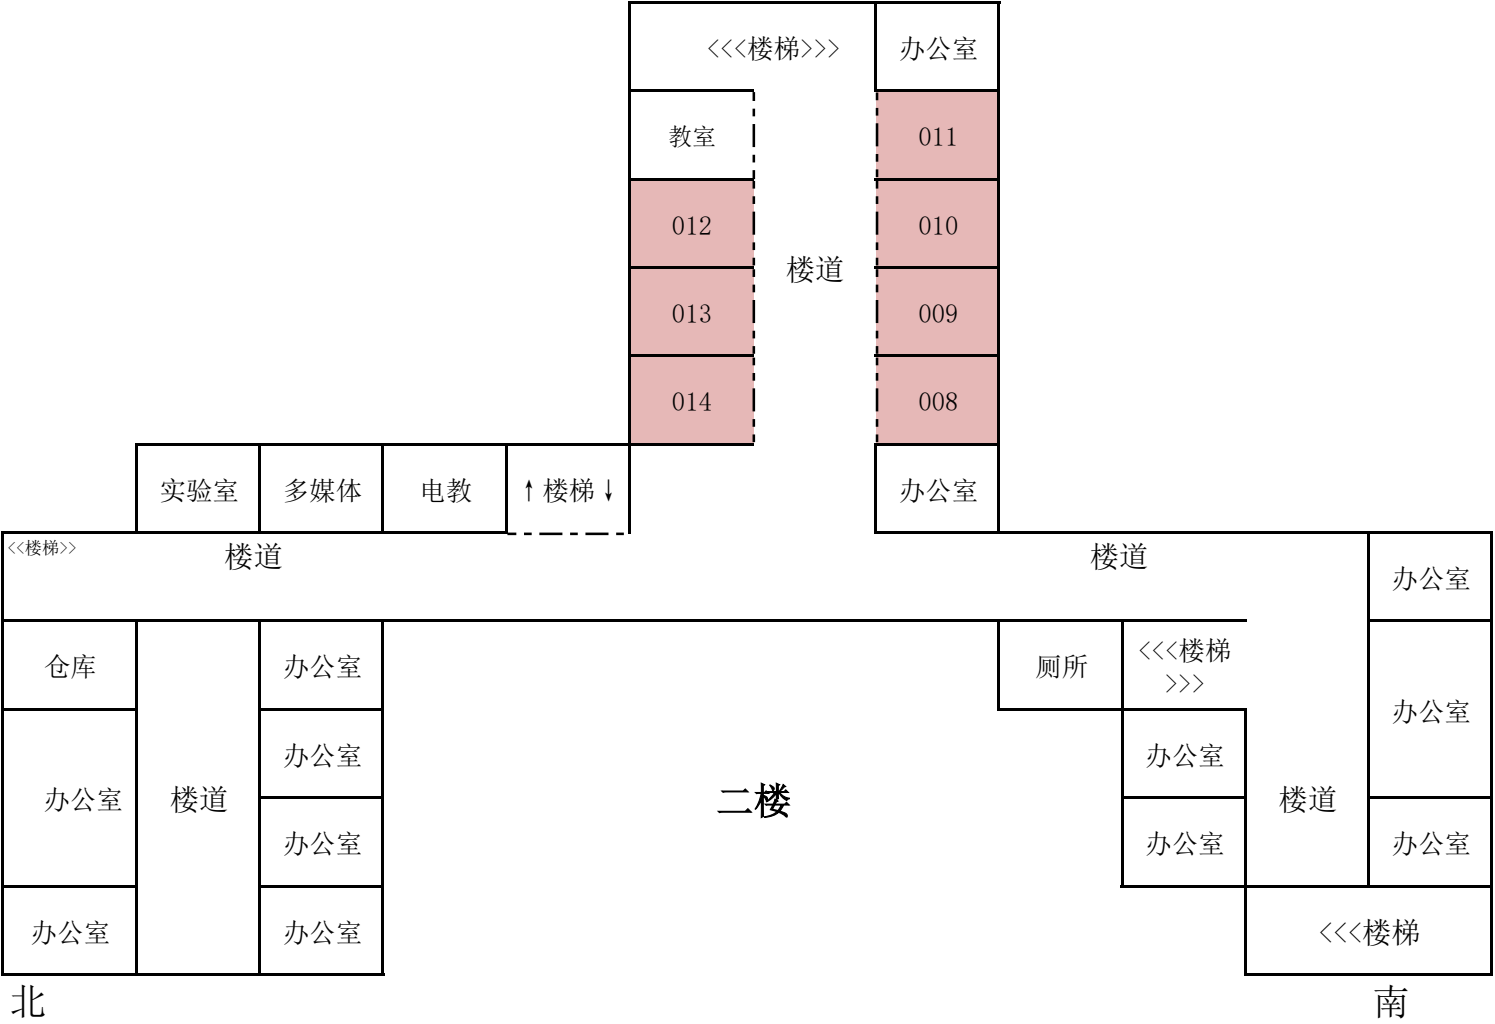 <<<楼梯>>>
办公室
教室
011
012
010
楼道
013
009
014
008
实验室
多媒体
电教
↑楼梯↓
办公室
<<楼梯>>
楼道
楼道
办公室
仓库
办公室
厕所
<<<楼梯
>>>
办公室
办公室
办公室
办公室
楼道
二楼
楼道
办公室
办公室
办公室
办公室
办公室
<<<楼梯
北
南